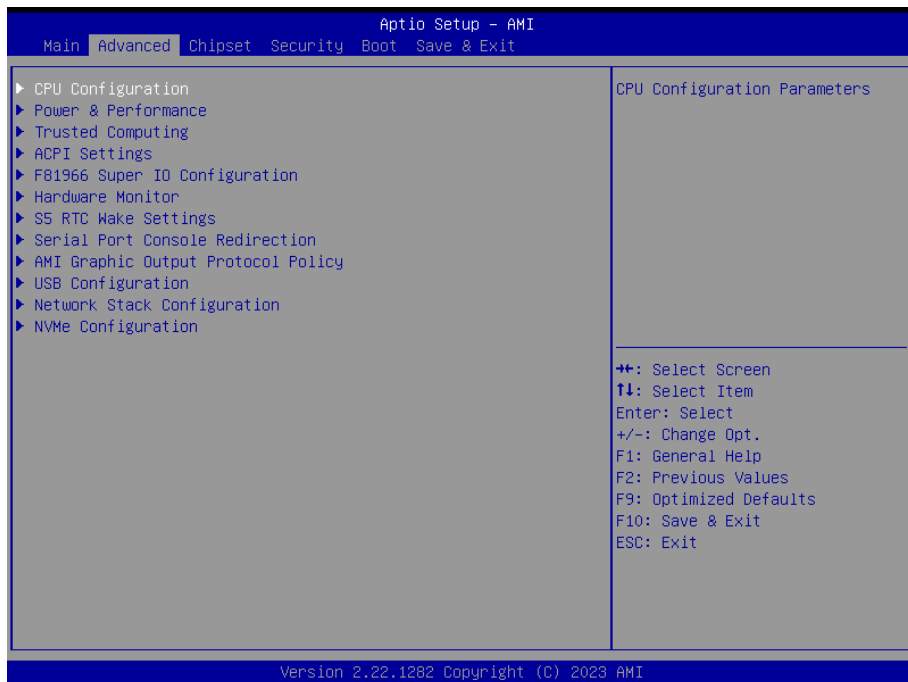 Aptio Setup - AMI
Main Advanced Chipset Security Boot Save & Exit
▶ CPU Configuration
▶ Power & Performance
▶ Trusted Computing
▶ ACPI Settings
▶ F81966 Super IO Configuration
▶ Hardware Monitor
▶ S5 RTC Wake Settings
▶ Serial Port Console Redirection
▶ AMI Graphic Output Protocol Policy
▶ USB Configuration
▶ Network Stack Configuration
▶ NVMe Configuration
CPU Configuration Parameters
→←: Select Screen
↑↓: Select Item
Enter: Select
+/-: Change Opt.
F1: General Help
F2: Previous Values
F9: Optimized Defaults
F10: Save & Exit
ESC: Exit
Version 2.22.1282 Copyright (C) 2023 AMI